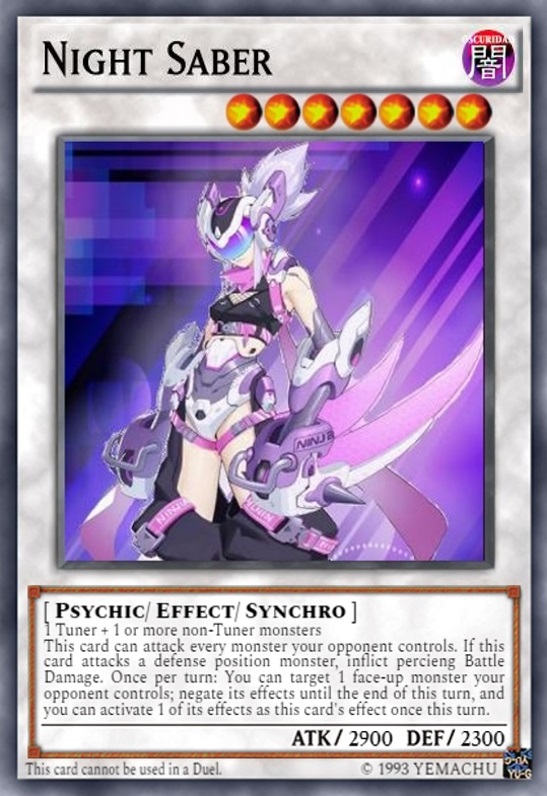 NIGHT SABER
OSCURIDAD
闇
NINJA
NINJA
[ PSYCHIC/ EFFECT/ SYNCHRO ]
1 Tuner + 1 or more non-Tuner monsters
This card can attack every monster your opponent controls. If this
card attacks a defense position monster, inflict percieng Battle
Damage. Once per turn: You can target 1 face-up monster your
opponent controls; negate its effects until the end of this turn, and
you can activate 1 of its effects as this card's effect once this turn.
ATK/ 2900 DEF/ 2300
This card cannot be used in a Duel.
© 1993 YEMACHU